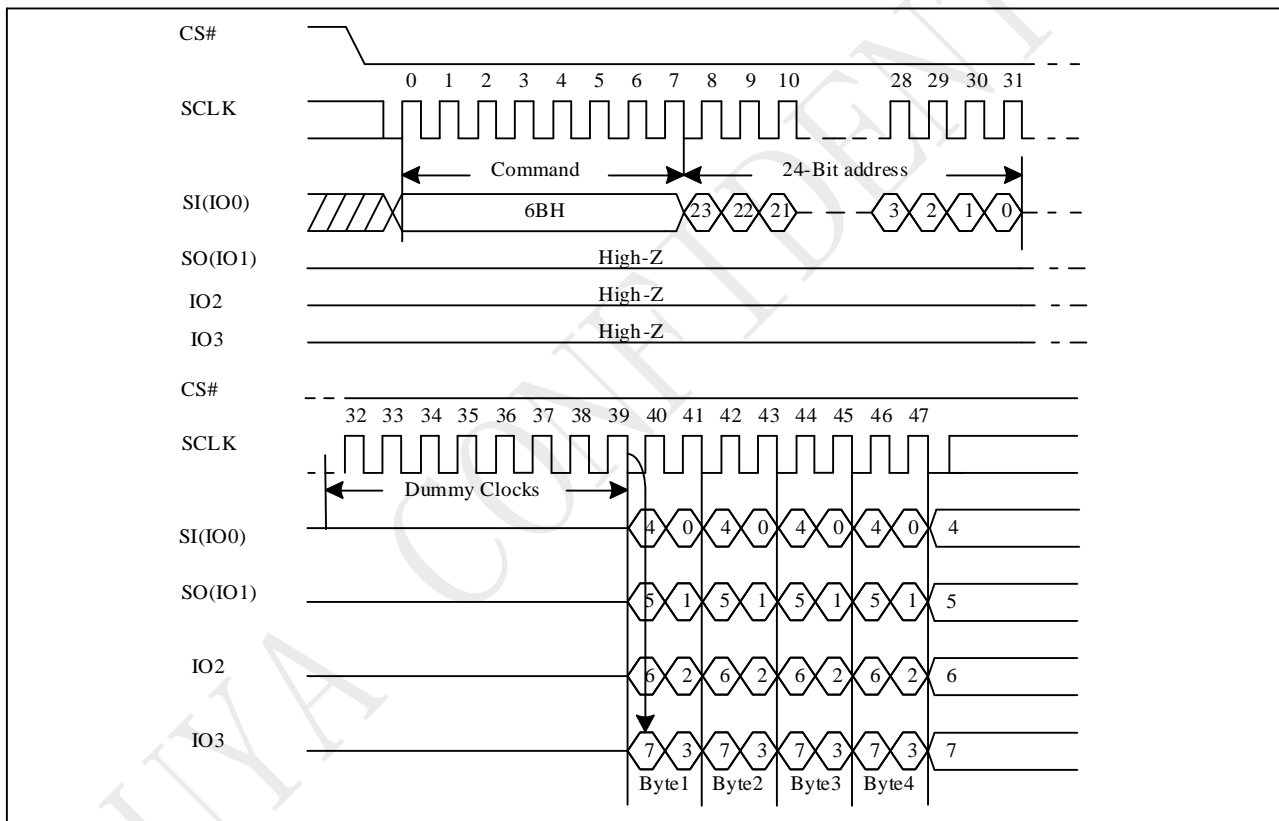 CS#
0 1 2 3 4 5 6 7 8 9 10 28 29 30 31
SCLK
Command 24-Bit address
SI(IO0) 6BH 23 22 21 3 2 1 0
SO(IO1) High-Z
IO2 High-Z
IO3 High-Z
CS#
32 33 34 35 36 37 38 39 40 41 42 43 44 45 46 47
SCLK
Dummy Clocks
SI(IO0) 4 0 4 0 4 0 4 0 4
SO(IO1) 5 1 5 1 5 1 5 1 5
IO2 6 2 6 2 6 2 6 2 6
IO3 7 3 7 3 7 3 7 3 7
Byte1 Byte2 Byte3 Byte4
UYA CONFIDENT